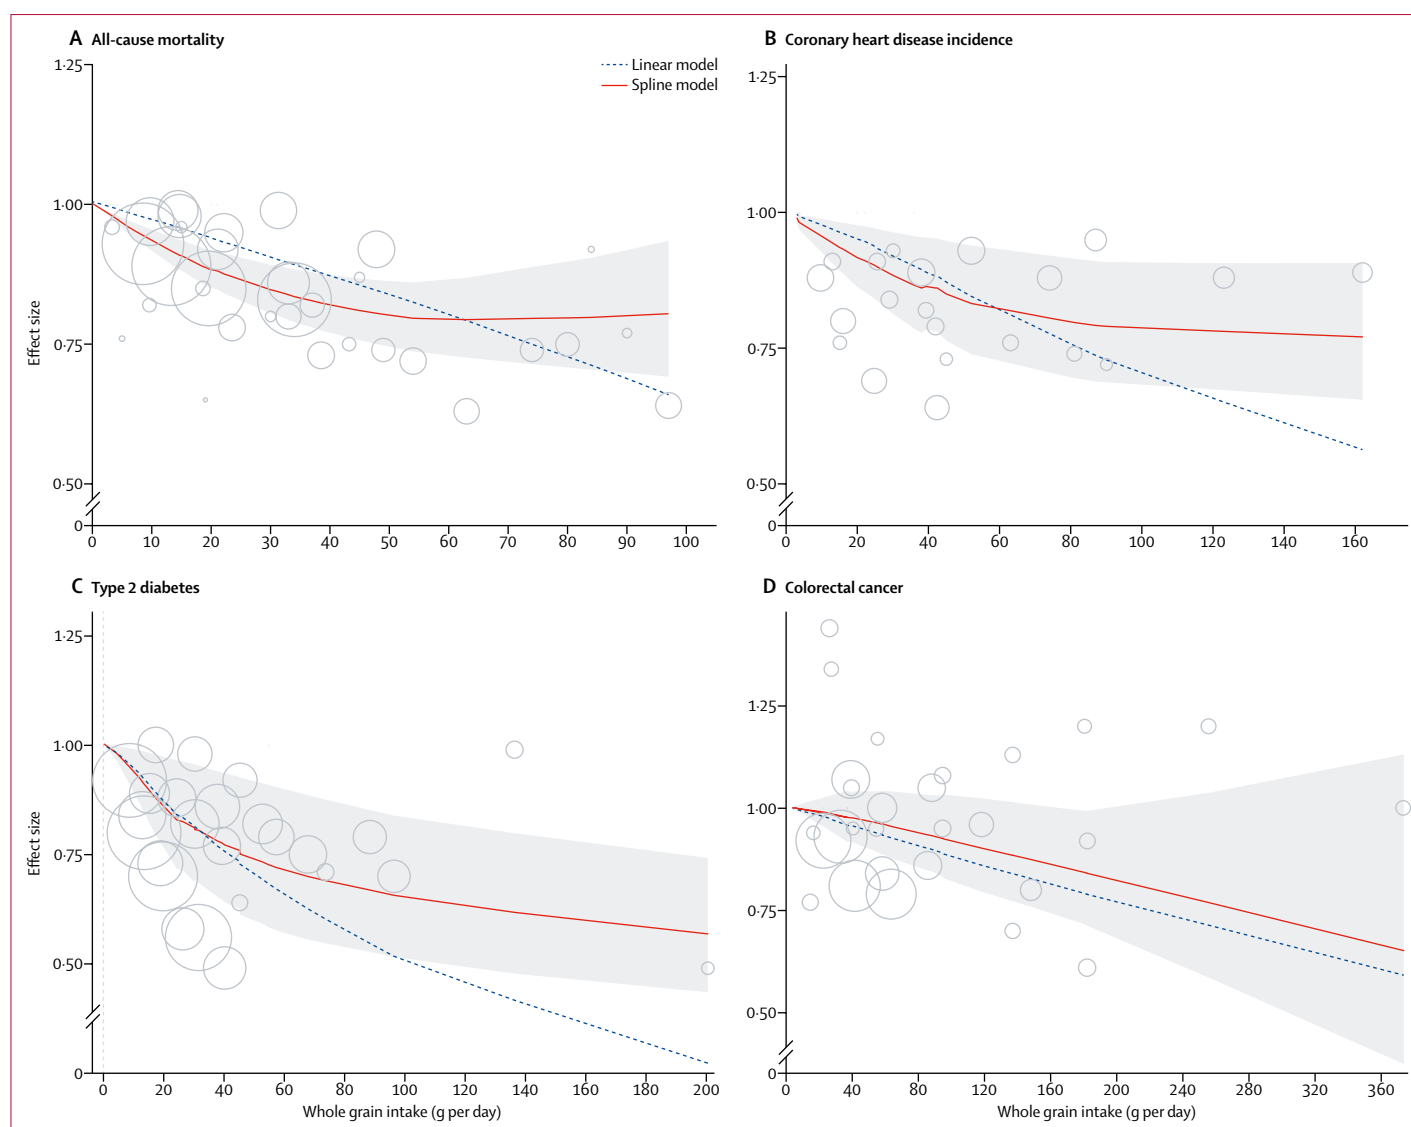 A All-cause mortality
1·25
1·00
0·75
0·50
0
Effect size
Linear model
Spline model
0 10 20 30 40 50 60 70 80 90 100
B Coronary heart disease incidence
1·25
1·00
0·75
0·50
0
0 20 40 60 80 100 120 140 160
C Type 2 diabetes
1·25
1·00
0·75
0·50
0
Effect size
0 20 40 60 80 100 120 140 160 180 200
Whole grain intake (g per day)
D Colorectal cancer
1·25
1·00
0·75
0·50
0
0 40 80 120 160 200 240 280 320 360
Whole grain intake (g per day)